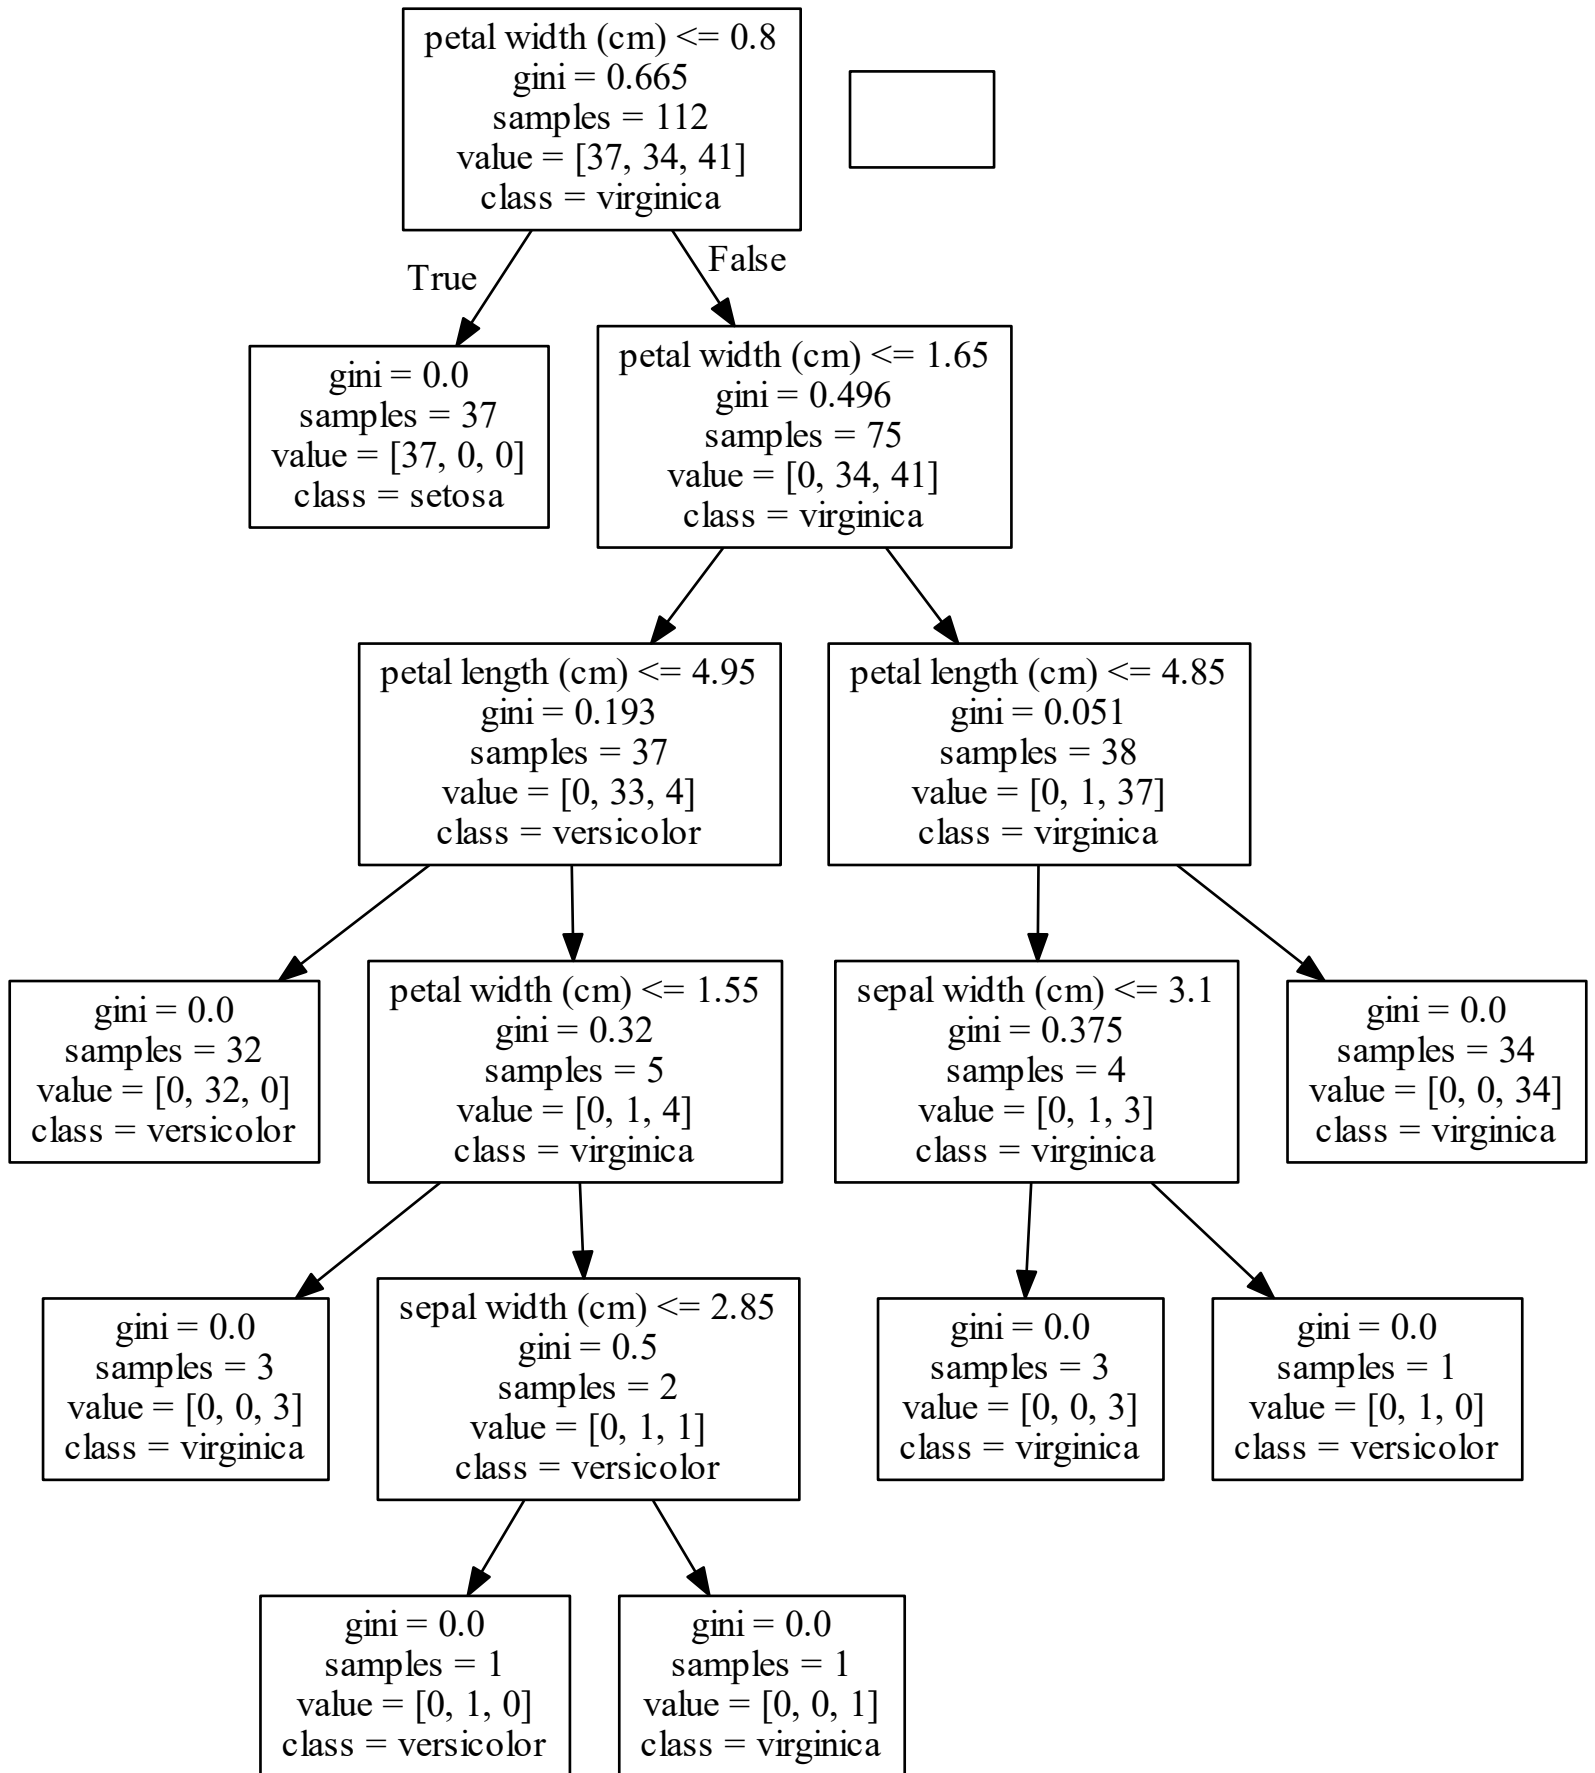 petal width (cm) <= 0.8
gini = 0.665
samples = 112
value = [37, 34, 41]
class = virginica
True
False
gini = 0.0
samples = 37
value = [37, 0, 0]
class = setosa
petal width (cm) <= 1.65
gini = 0.496
samples = 75
value = [0, 34, 41]
class = virginica
petal length (cm) <= 4.95
gini = 0.193
samples = 37
value = [0, 33, 4]
class = versicolor
petal length (cm) <= 4.85
gini = 0.051
samples = 38
value = [0, 1, 37]
class = virginica
gini = 0.0
samples = 32
value = [0, 32, 0]
class = versicolor
petal width (cm) <= 1.55
gini = 0.32
samples = 5
value = [0, 1, 4]
class = virginica
sepal width (cm) <= 3.1
gini = 0.375
samples = 4
value = [0, 1, 3]
class = virginica
gini = 0.0
samples = 34
value = [0, 0, 34]
class = virginica
gini = 0.0
samples = 3
value = [0, 0, 3]
class = virginica
sepal width (cm) <= 2.85
gini = 0.5
samples = 2
value = [0, 1, 1]
class = versicolor
gini = 0.0
samples = 3
value = [0, 0, 3]
class = virginica
gini = 0.0
samples = 1
value = [0, 1, 0]
class = versicolor
gini = 0.0
samples = 1
value = [0, 1, 0]
class = versicolor
gini = 0.0
samples = 1
value = [0, 0, 1]
class = virginica